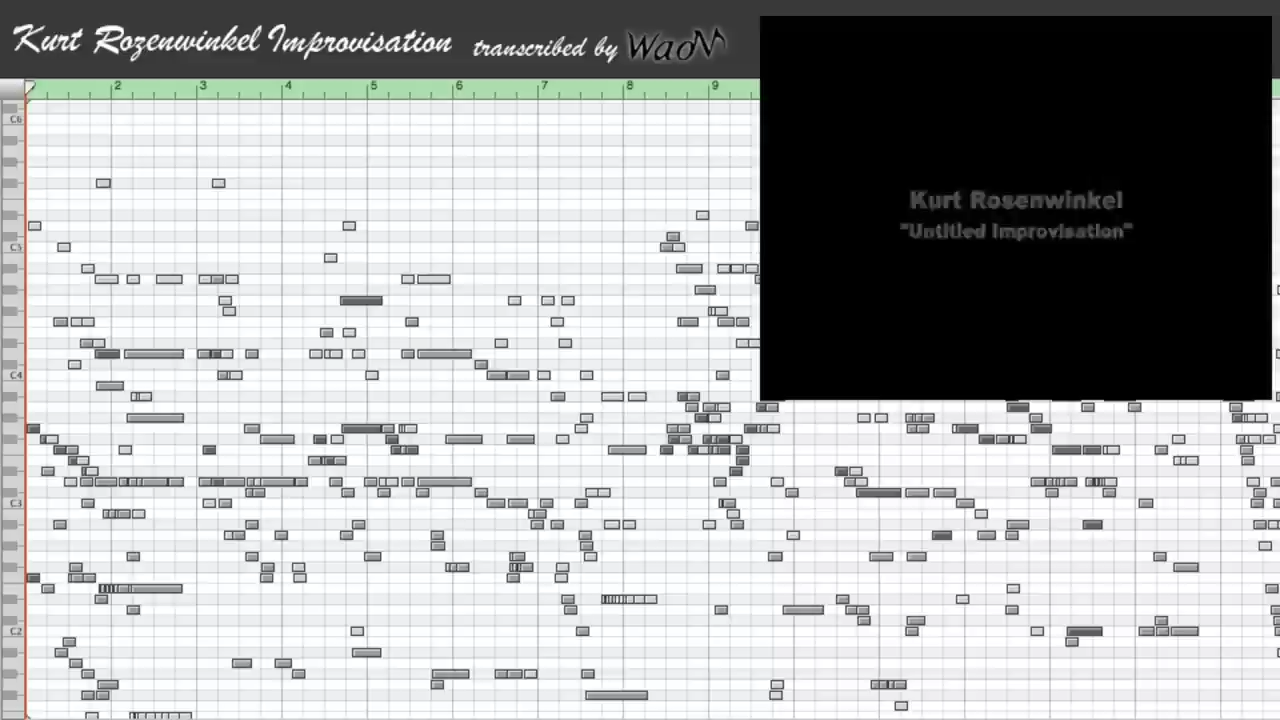 Kurt Rozenwinkel Improvisation transcribed by WaoN
2 3 4 5 6 7 8 9
Kurt Rosenwinkel
"Untitled Improvisation"
C6
C5
C4
C3
C2